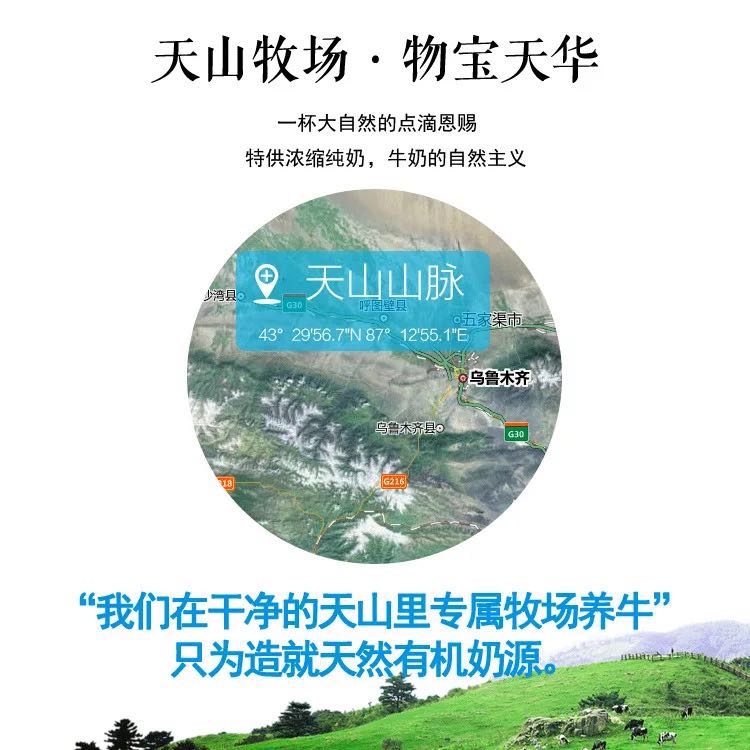 天山牧场·物宝天华
一杯大自然的点滴恩赐
特供浓缩纯奶，牛奶的自然主义
天山山脉
沙湾县
G30
呼图壁县
五家渠市
43° 29'56.7"N 87° 12'55.1"E
乌鲁木齐
乌鲁木齐县
G30
G216
218
“我们在干净的天山里专属牧场养牛”
只为造就天然有机奶源。